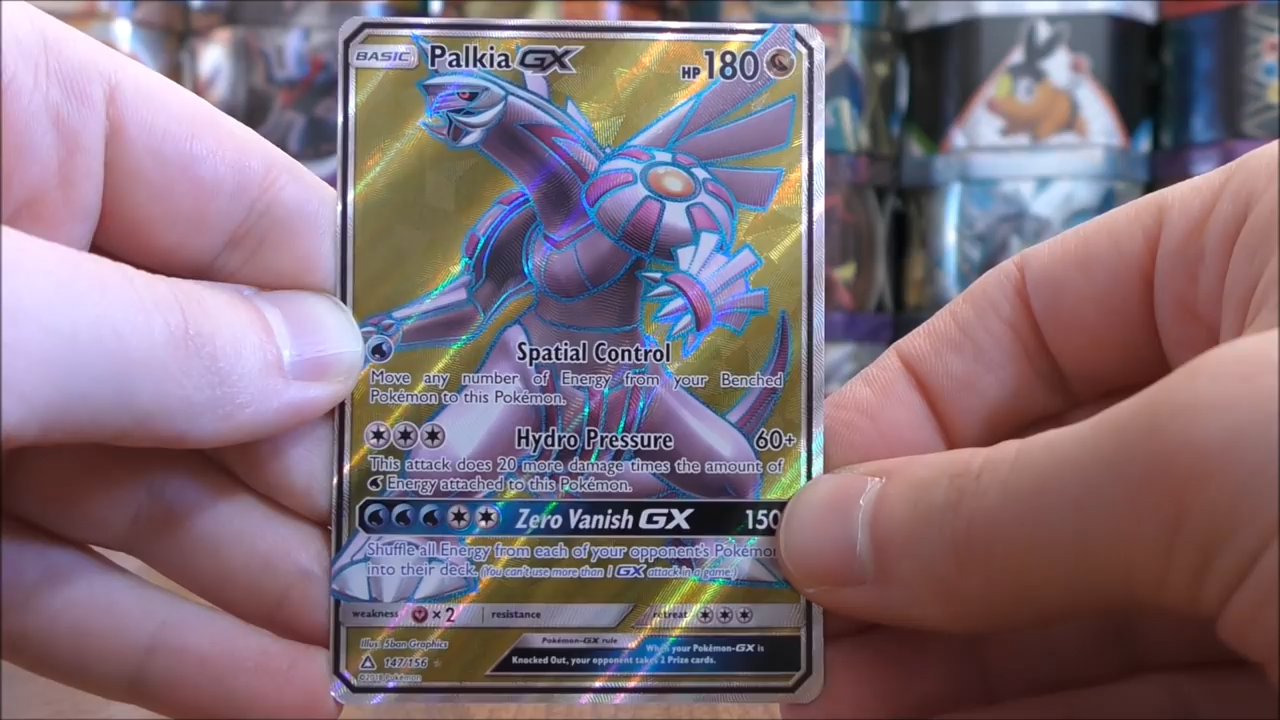 BASIC Palkia GX HP 180
Spatial Control
Move any number of Energy from your Benched
Pokémon to this Pokémon.
Hydro Pressure 60+
This attack does 20 more damage times the amount of
Energy attached to this Pokémon.
Zero Vanish GX 150
Shuffle all Energy from each of your opponent's Pokémon
into their deck. (You can't use more than 1 GX attack in a game.)
weakness ×2 resistance retreat
Illus. 5ban Graphics
Pokémon-GX rule
When your Pokémon-GX is
Knocked Out, your opponent takes 2 Prize cards.
147/156
©2018 Pokémon